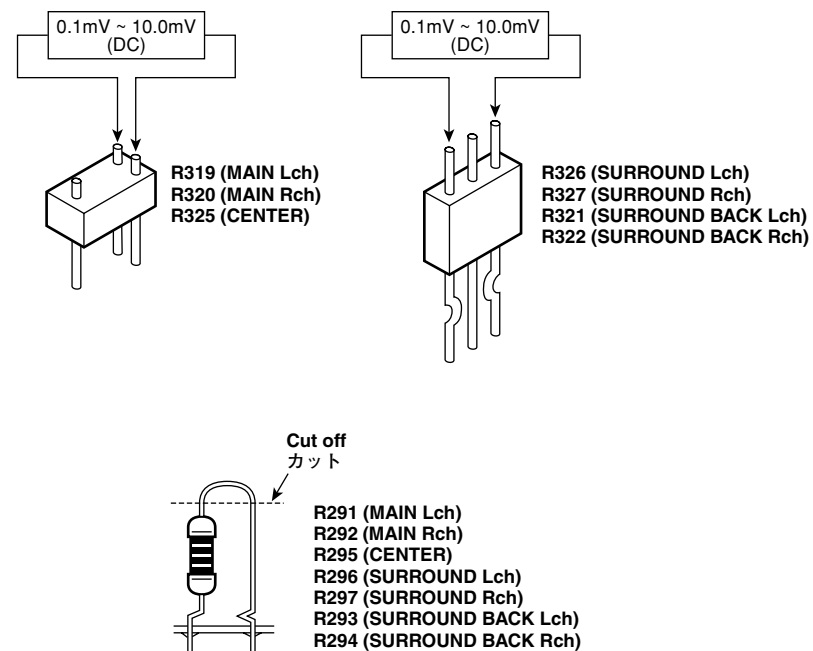 0.1mV ~ 10.0mV
(DC)
R319 (MAIN Lch)
R320 (MAIN Rch)
R325 (CENTER)
0.1mV ~ 10.0mV
(DC)
R326 (SURROUND Lch)
R327 (SURROUND Rch)
R321 (SURROUND BACK Lch)
R322 (SURROUND BACK Rch)
Cut off
カット
R291 (MAIN Lch)
R292 (MAIN Rch)
R295 (CENTER)
R296 (SURROUND Lch)
R297 (SURROUND Rch)
R293 (SURROUND BACK Lch)
R294 (SURROUND BACK Rch)